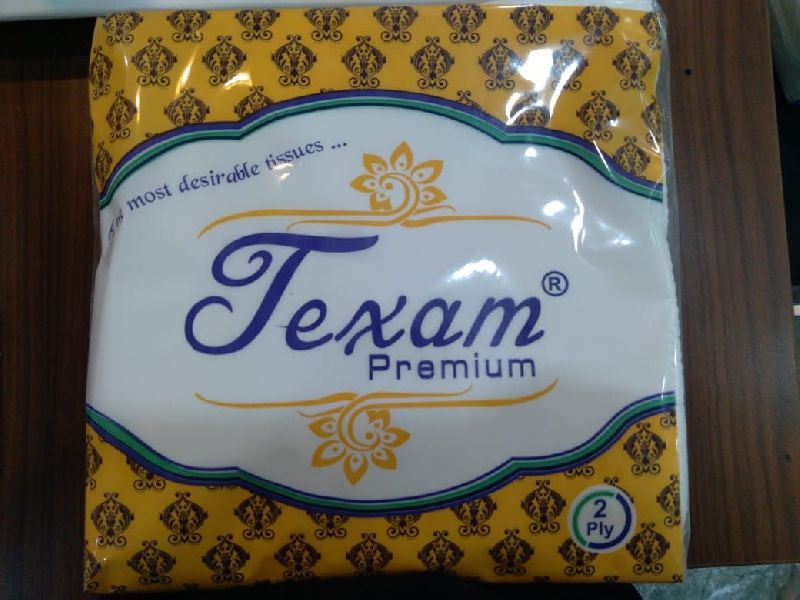 most desirable tissues ...
Texam®
Premium
2
Ply